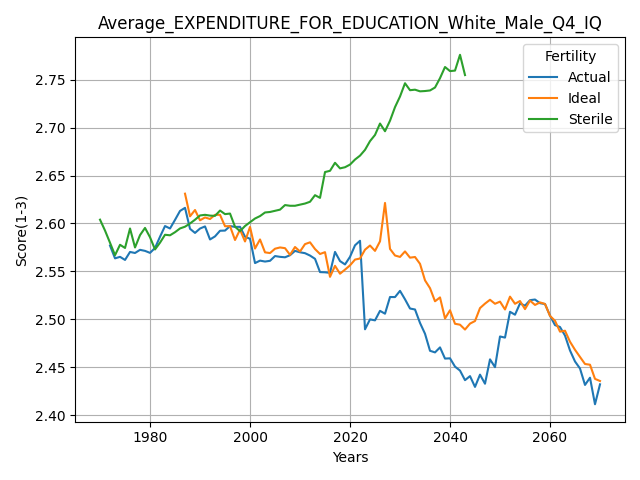 Average_EXPENDITURE_FOR_EDUCATION_White_Male_Q4_IQ
Fertility
Actual
Ideal
Sterile
Score(1-3)
2.75
2.70
2.65
2.60
2.55
2.50
2.45
2.40
1980
2000
2020
2040
2060
Years